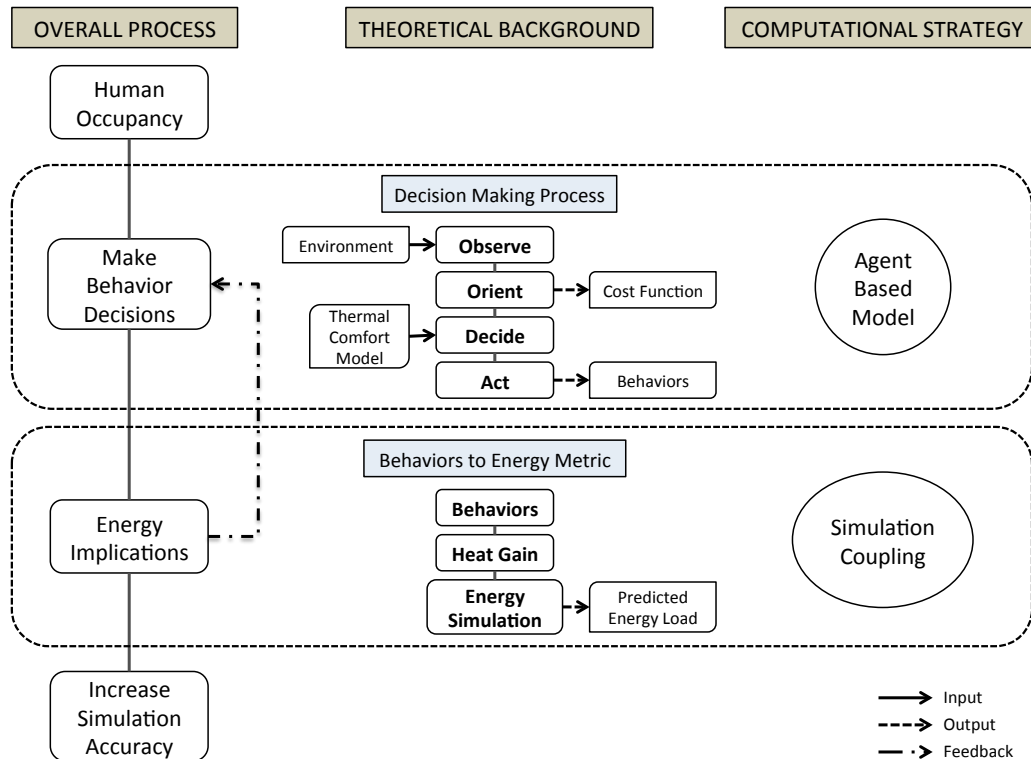 OVERALL PROCESS
THEORETICAL BACKGROUND
COMPUTATIONAL STRATEGY
Human
Occupancy
Decision Making Process
Make
Behavior
Decisions
Environment
Observe
Orient
Cost Function
Thermal
Comfort
Model
Decide
Act
Behaviors
Agent
Based
Model
Behaviors to Energy Metric
Energy
Implications
Behaviors
Heat Gain
Energy
Simulation
Predicted
Energy Load
Simulation
Coupling
Increase
Simulation
Accuracy
Input
Output
Feedback